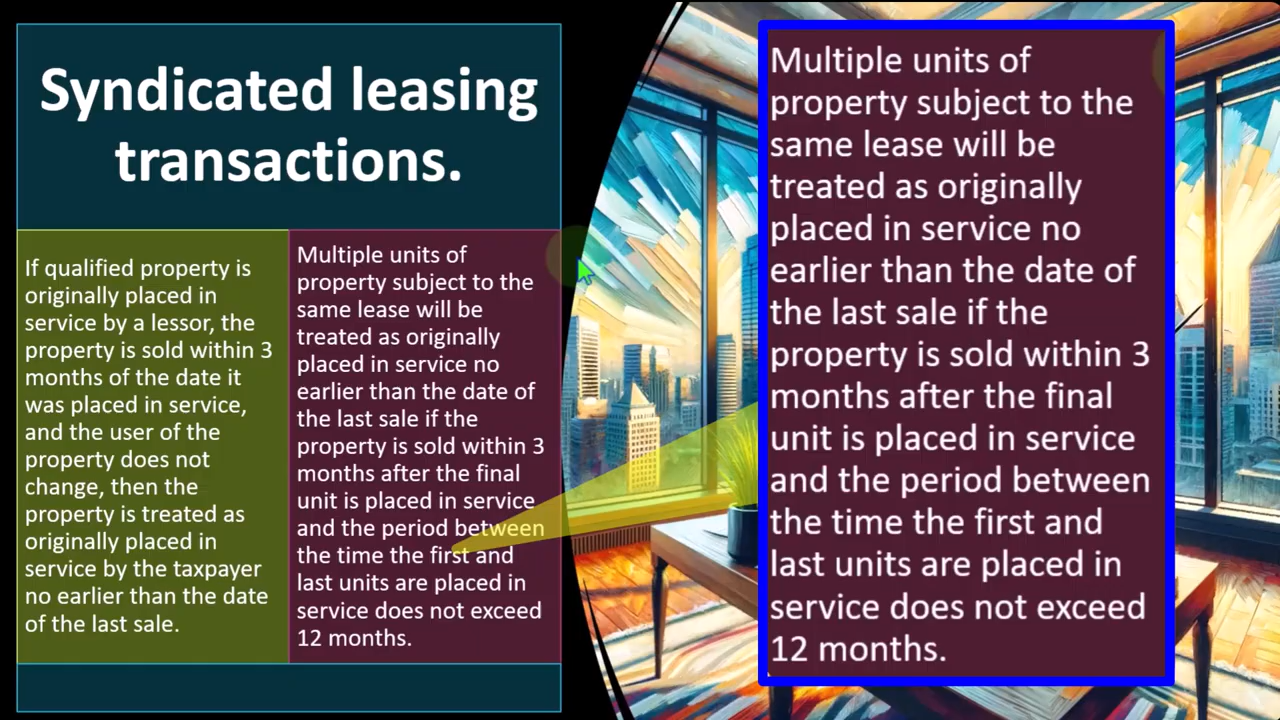 Syndicated leasing
transactions.
If qualified property is
originally placed in
service by a lessor, the
property is sold within 3
months of the date it
was placed in service,
and the user of the
property does not
change, then the
property is treated as
originally placed in
service by the taxpayer
no earlier than the date
of the last sale.
Multiple units of
property subject to the
same lease will be
treated as originally
placed in service no
earlier than the date of
the last sale if the
property is sold within 3
months after the final
unit is placed in service
and the period between
the time the first and
last units are placed in
service does not exceed
12 months.
Multiple units of
property subject to the
same lease will be
treated as originally
placed in service no
earlier than the date of
the last sale if the
property is sold within 3
months after the final
unit is placed in service
and the period between
the time the first and
last units are placed in
service does not exceed
12 months.